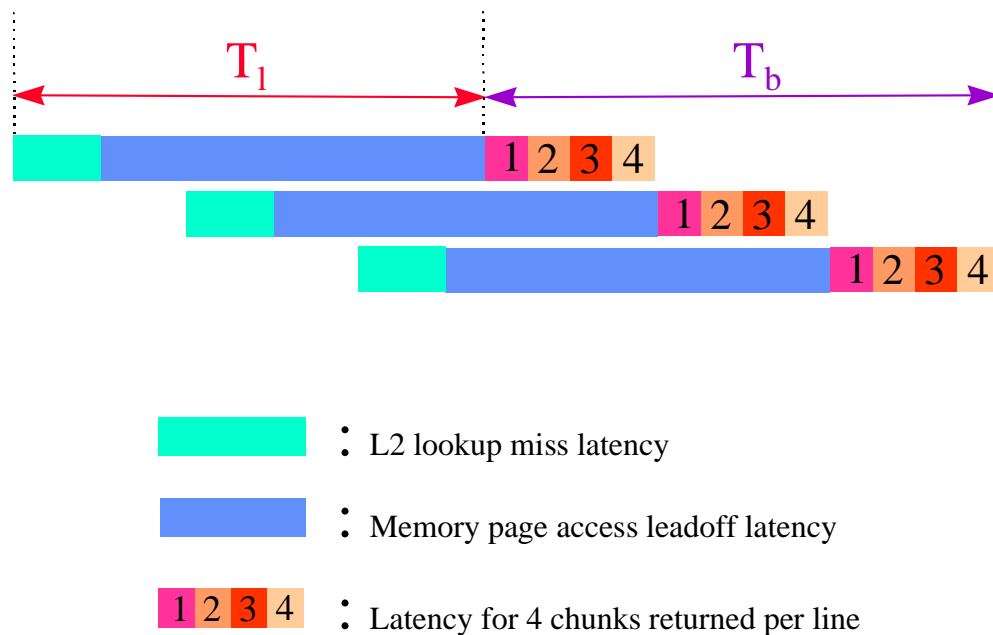 T_l T_b
1 2 3 4
1 2 3 4
1 2 3 4
: L2 lookup miss latency
: Memory page access leadoff latency
1 2 3 4 : Latency for 4 chunks returned per line